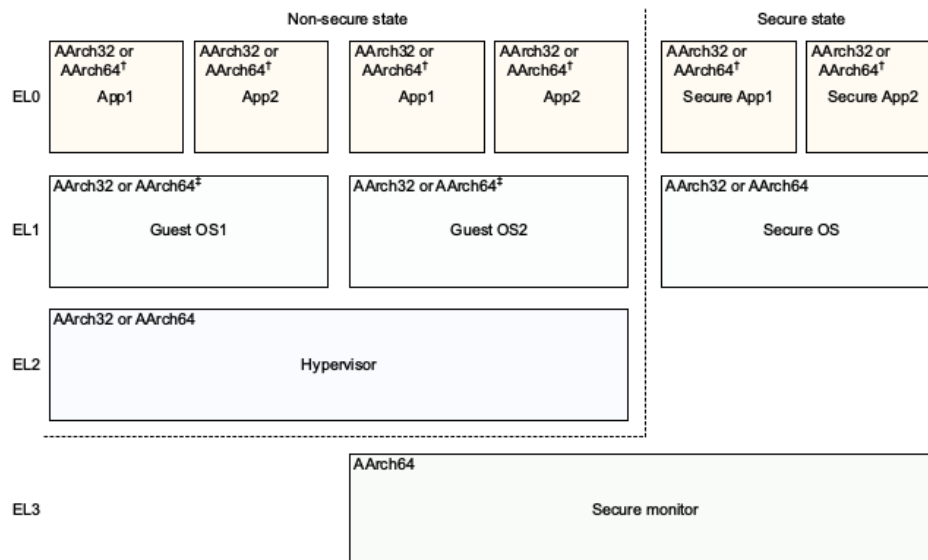 Non-secure state
Secure state
AArch32 or
AArch64†
App1
AArch32 or
AArch64†
App2
AArch32 or
AArch64†
App1
AArch32 or
AArch64†
App2
AArch32 or
AArch64†
Secure App1
AArch32 or
AArch64†
Secure App2
EL0
AArch32 or AArch64‡
Guest OS1
AArch32 or AArch64‡
Guest OS2
AArch32 or AArch64
Secure OS
EL1
AArch32 or AArch64
Hypervisor
EL2
AArch64
Secure monitor
EL3